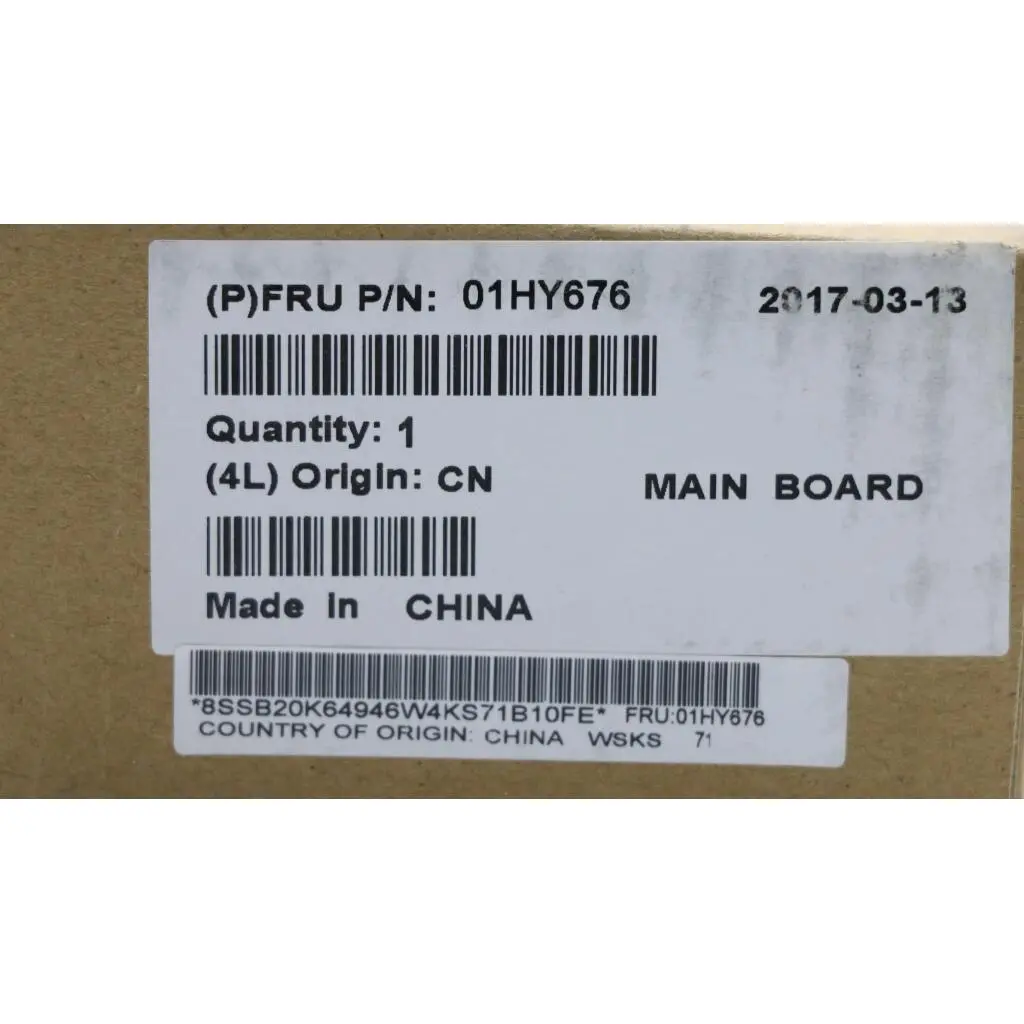 (P)FRU P/N: 01HY676 2017-03-13
Quantity: 1
(4L) Origin: CN MAIN BOARD
Made In CHINA
*8SSB20K64946W4KS71B10FE* FRU:01HY676
COUNTRY OF ORIGIN: CHINA WSKS 71